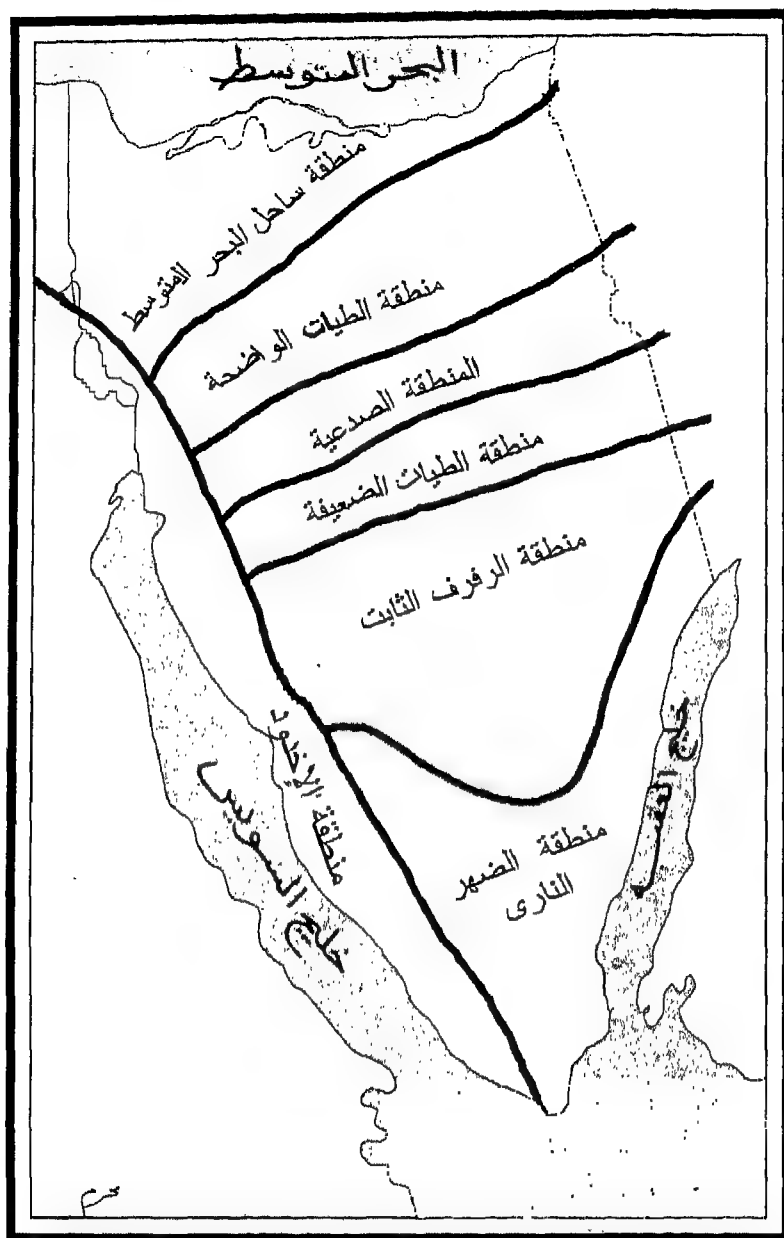 البحر المتوسط
منطقة ساحل البحر المتوسط
منطقة الطيات الواضحة
المنطقة الصدعية
منطقة الطيات الضعيفة
منطقة الرفرف الثابت
خليج العقبة
منطقة الأخدود
خليج السويس
منطقة الضهر
النارى